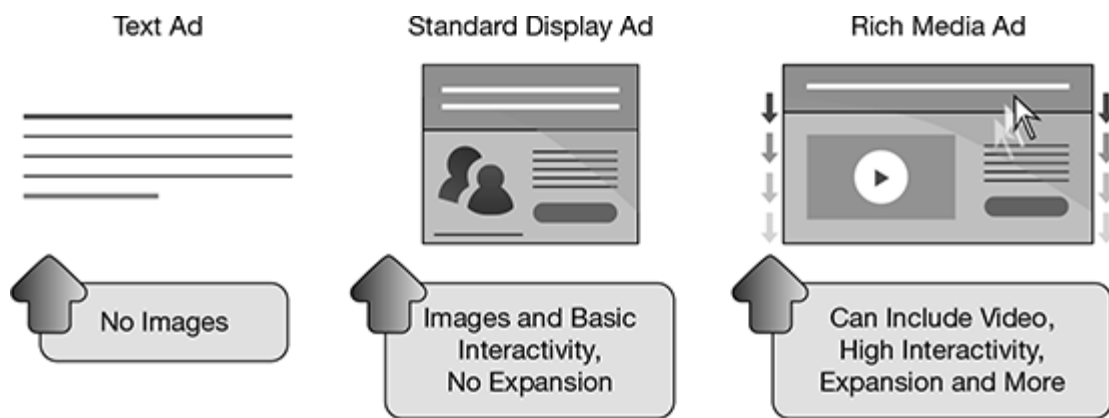 Text Ad
Standard Display Ad
Rich Media Ad
No Images
Images and Basic
Interactivity,
No Expansion
Can Include Video,
High Interactivity,
Expansion and More